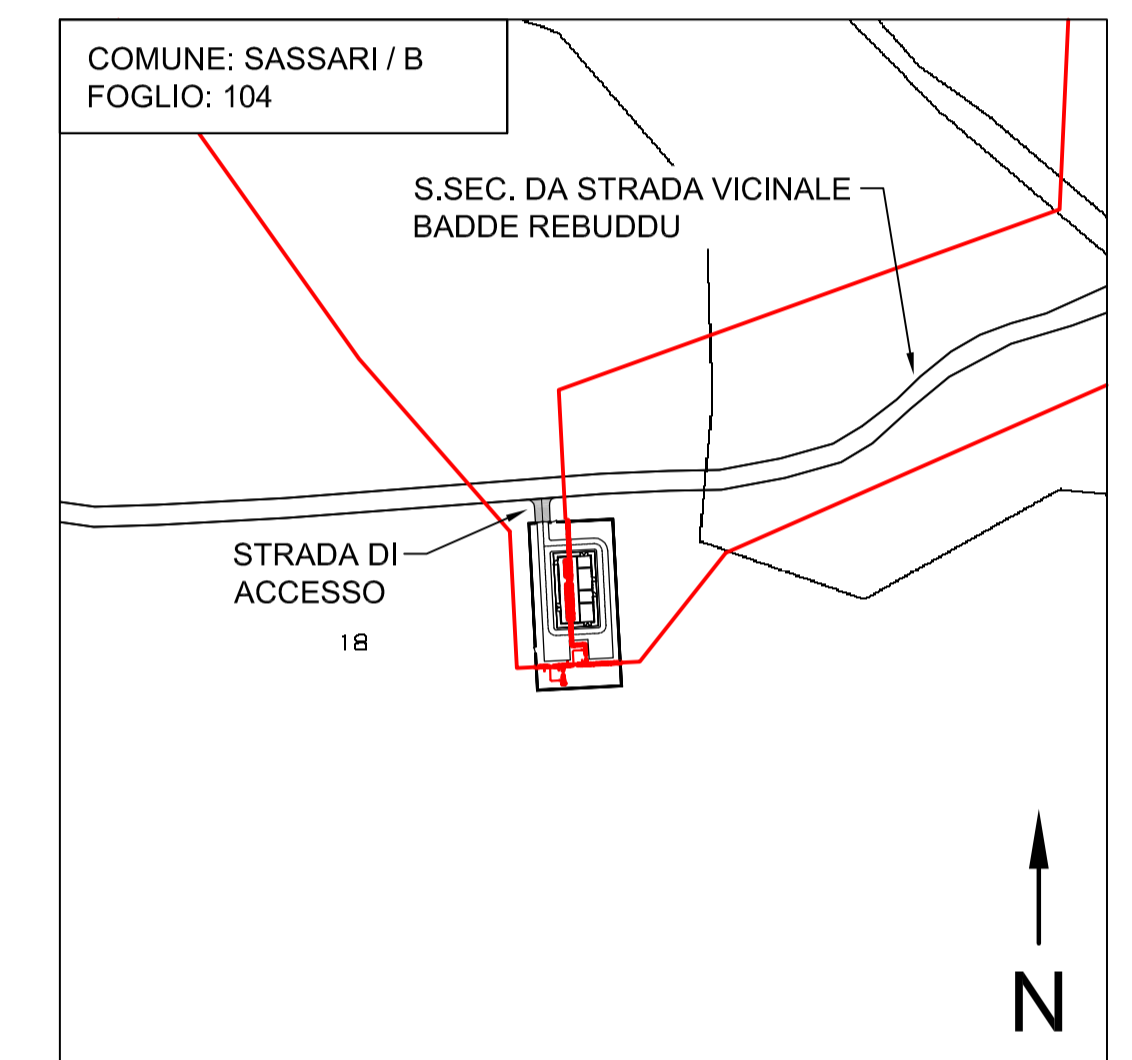 COMUNE: SASSARI / B
FOGLIO: 104
S.SEC. DA STRADA VICINALE
BADDE REBUDDU
STRADA DI
ACCESSO
18
N